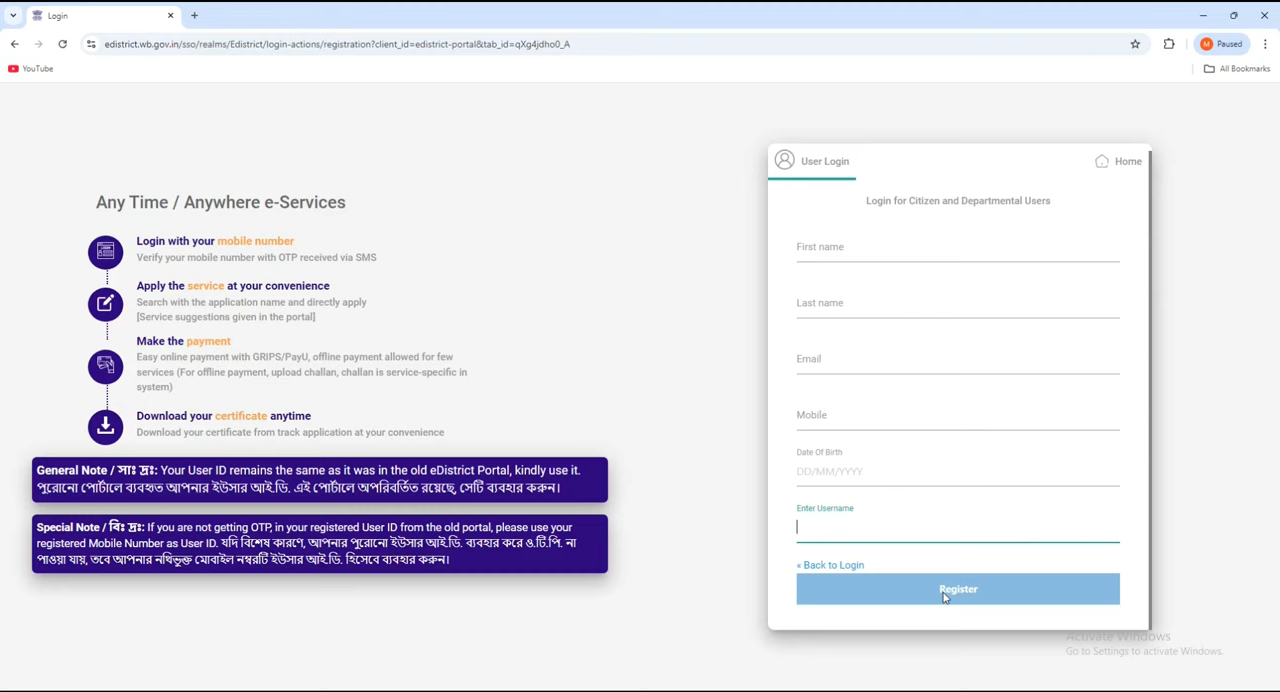 Login
edistrict.wb.gov.in/sso/realms/Edistrict/login-actions/registration?client_id=edistrict-portal&tab_id=qXg4jdho0_A
M Paused
YouTube
All Bookmarks
User Login
Home
Login for Citizen and Departmental Users
Any Time / Anywhere e-Services
Login with your mobile number
Verify your mobile number with OTP received via SMS
Apply the service at your convenience
Search with the application name and directly apply
[Service suggestions given in the portal]
Make the payment
Easy online payment with GRIPS/PayU, offline payment allowed for few
services (For offline payment, upload challan, challan is service-specific in
system)
Download your certificate anytime
Download your certificate from track application at your convenience
General Note / সাঃ দ্রঃ: Your User ID remains the same as it was in the old eDistrict Portal, kindly use it.
পুরোনো পোর্টালে ব্যবহৃত আপনার ইউসার আই.ডি. এই পোর্টালে অপরিবর্তিত রয়েছে, সেটি ব্যবহার করুন।
Special Note / বিঃ দ্রঃ: If you are not getting OTP, in your registered User ID from the old portal, please use your
registered Mobile Number as User ID. যদি বিশেষ কারণে, আপনার পুরোনো ইউসার আই.ডি. ব্যবহার করে ও.টি.পি. না
পাওয়া যায়, তবে আপনার নথিভুক্ত মোবাইল নম্বরটি ইউসার আই.ডি. হিসেবে ব্যবহার করুন।
First name
Last name
Email
Mobile
Date Of Birth
DD/MM/YYYY
Enter Username
« Back to Login
Register
Activate Windows
Go to Settings to activate Windows.